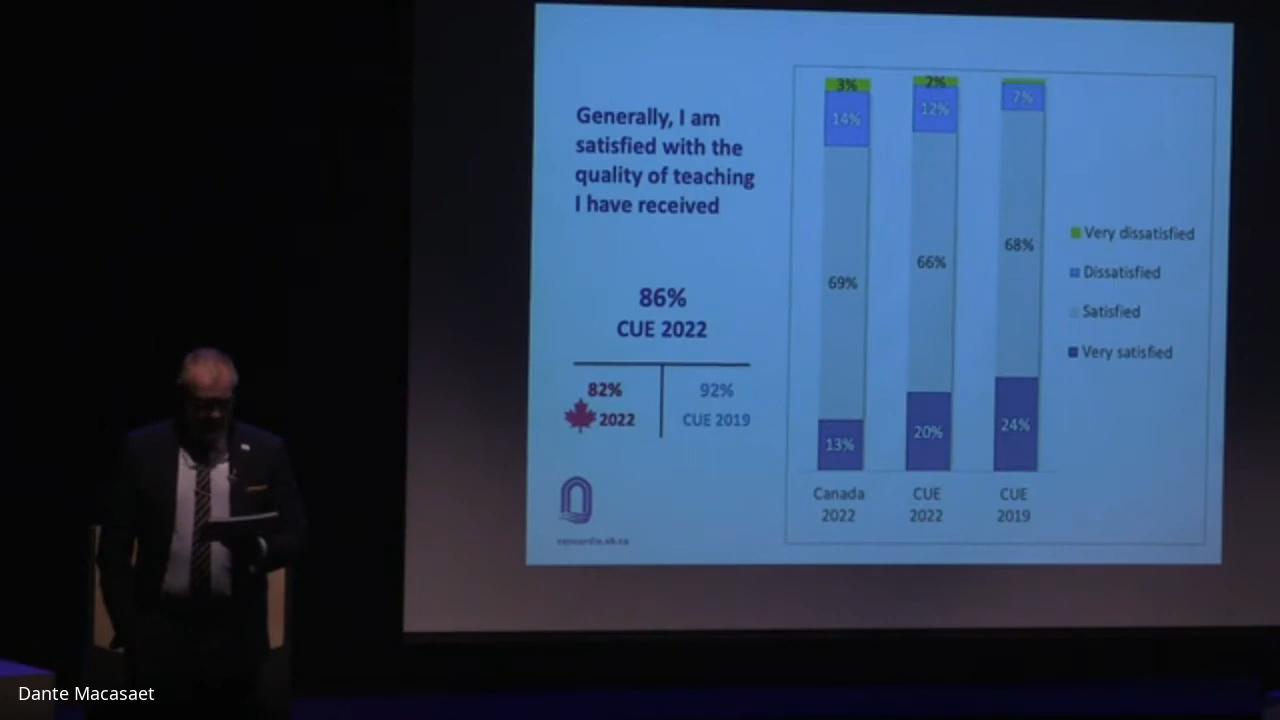 Generally, I am
satisfied with the
quality of teaching
I have received
86%
CUE 2022
82%
2022
92%
CUE 2019
3%
14%
69%
13%
2%
12%
66%
20%
7%
68%
24%
Canada
2022
CUE
2022
CUE
2019
Very dissatisfied
Dissatisfied
Satisfied
Very satisfied
concordia.ab.ca
Dante Macasaet